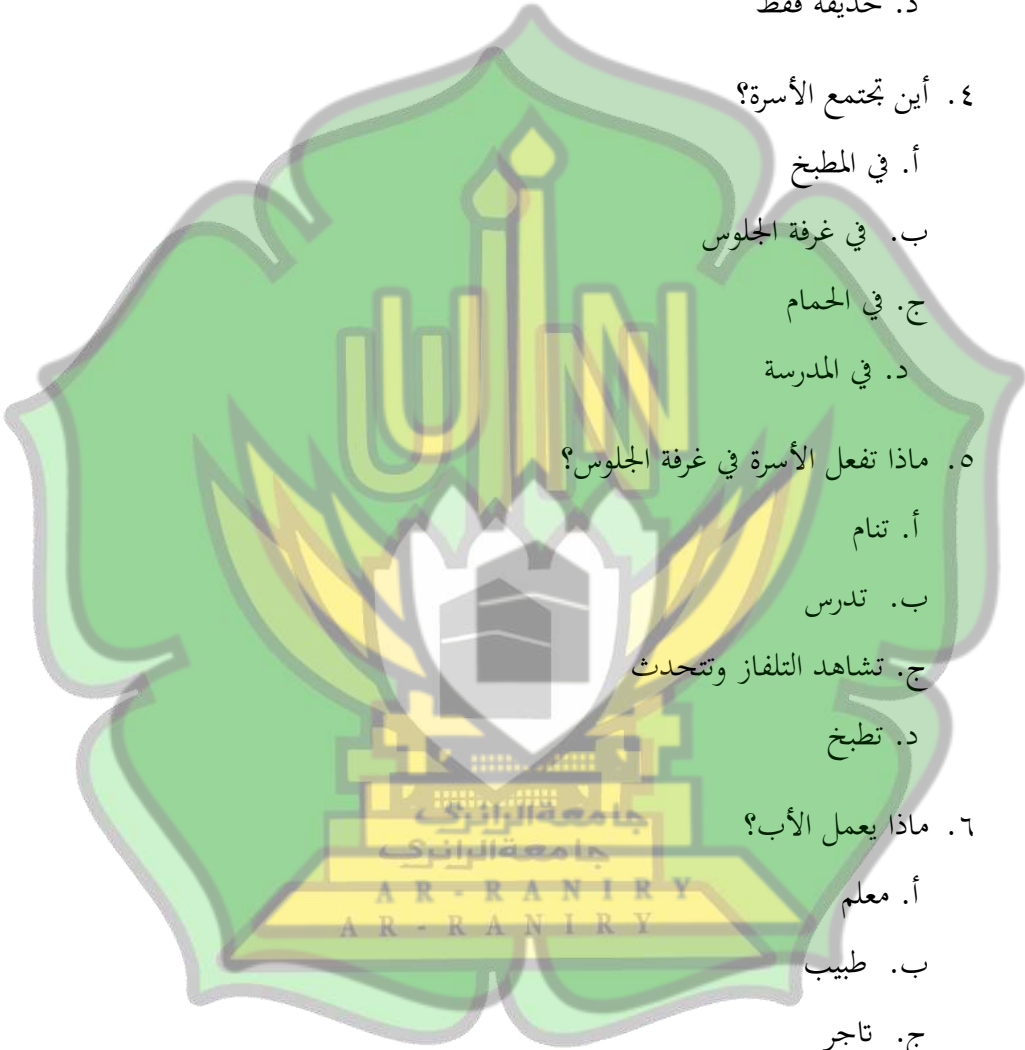 د. حذيفة فقط
٤. أين تجتمع الأسرة؟
أ. في المطبخ
ب. في غرفة الجلوس
ج. في الحمام
د. في المدرسة
٥. ماذا تفعل الأسرة في غرفة الجلوس؟
أ. تنام
ب. تدرس
ج. تشاهد التلفاز وتتحدث
د. تطبخ
٦. ماذا يعمل الأب؟
أ. معلم
ب. طبيب
ج. تاجر
UIN
جامعة الرانري
جامعة الرانري
AR-RANIRY
AR-RANIRY